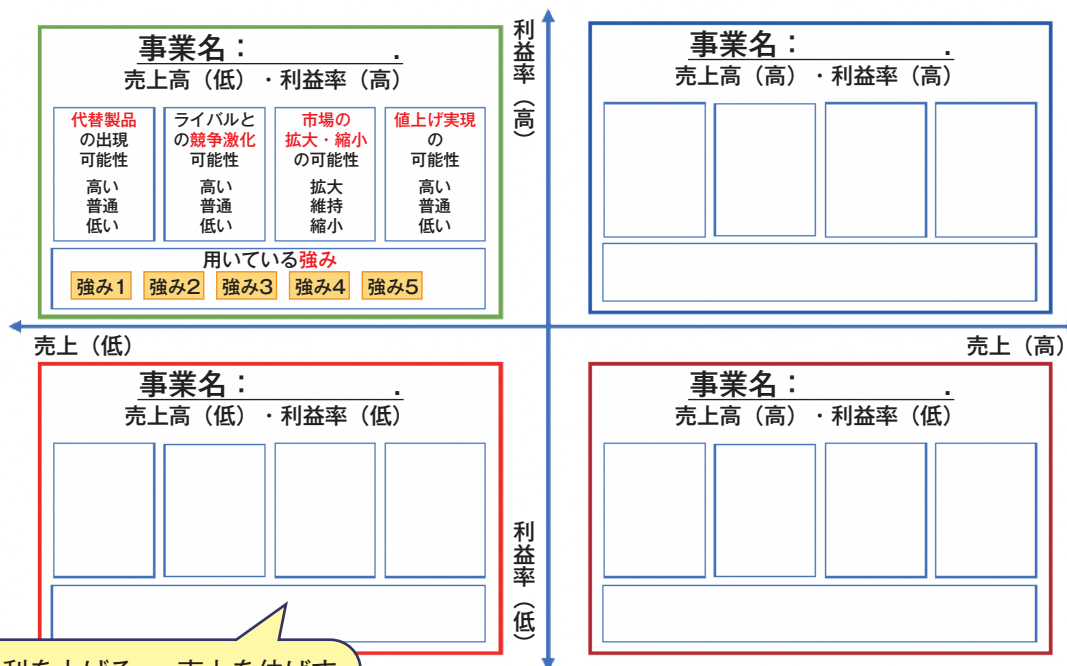 利益率（高）
事業名：　　　　　.
売上高（低）・利益率（高）
代替製品
の出現
可能性
高い
普通
低い
ライバルと
の競争激化
可能性
高い
普通
低い
市場の
拡大・縮小
の可能性
拡大
維持
縮小
値上げ実現
の
可能性
高い
普通
低い
用いている強み
強み1 強み2 強み3 強み4 強み5
事業名：　　　　　.
売上高（高）・利益率（高）
売上（低）
売上（高）
事業名：　　　　　.
売上高（低）・利益率（低）
事業名：　　　　　.
売上高（高）・利益率（低）
利益率（低）